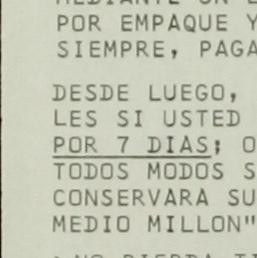 MEDIANTE UN
POR EMPAQUE Y
SIEMPRE, PAGA
DESDE LUEGO,
LES SI USTED
POR 7 DIAS; O
TODOS MODOS S
CONSERVARA SU
MEDIO MILLON"